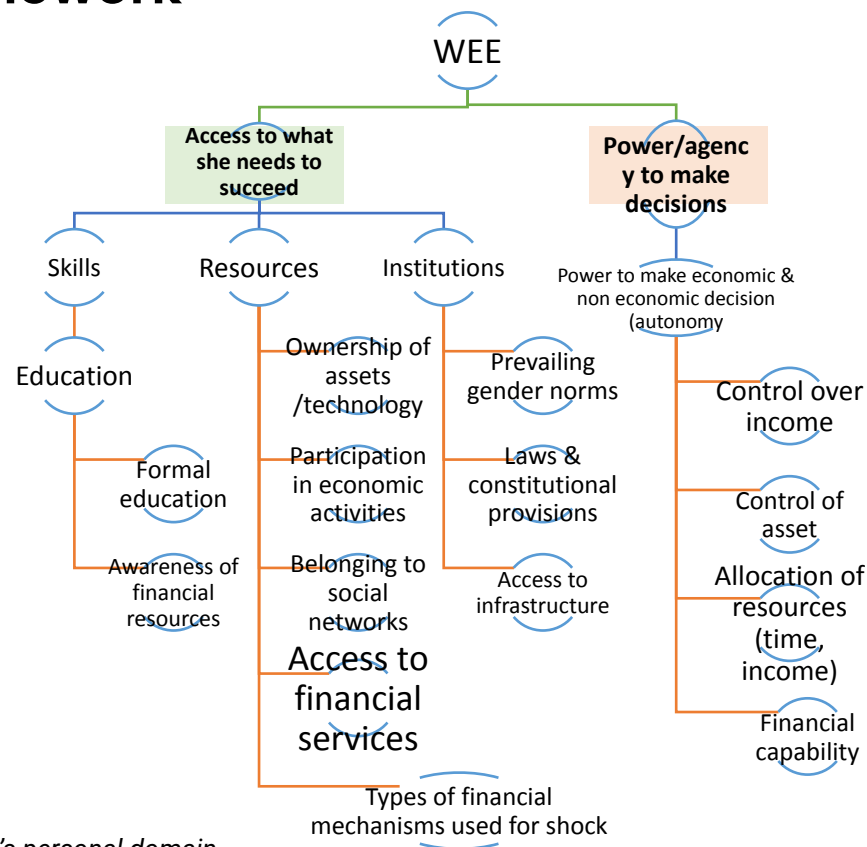 WEE
Access to what
she needs to
succeed
Power/agenc
y to make
decisions
Skills
Resources
Institutions
Power to make economic &
non economic decision
(autonomy
Education
Formal
education
Awareness of
financial
resources
Ownership of
assets
/technology
Participation
in economic
activities
Belonging to
social
networks
Access to
financial
services
Types of financial
mechanisms used for shock
Prevailing
gender norms
Laws &
constitutional
provisions
Access to
infrastructure
Control over
income
Control of
asset
Allocation of
resources
(time,
income)
Financial
capability
personal domain